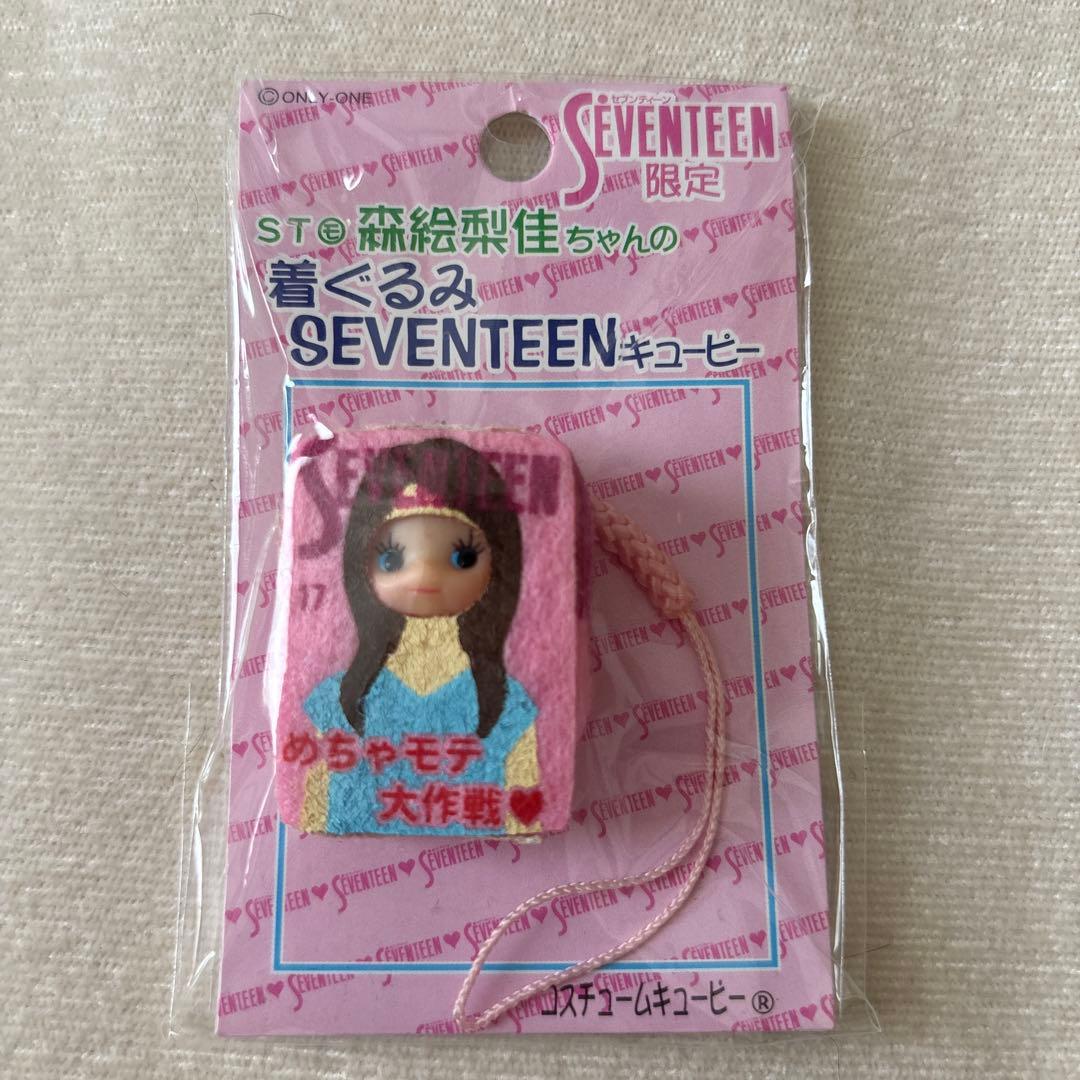 ©ONLY-ONE
セブンティーン
SEVENTEEN
限定
STモ森絵梨佳ちゃんの
着ぐるみ
SEVENTEENキューピー
SEVENTEEN
17
めちゃモテ
大作戦♥
コスチュームキューピー®